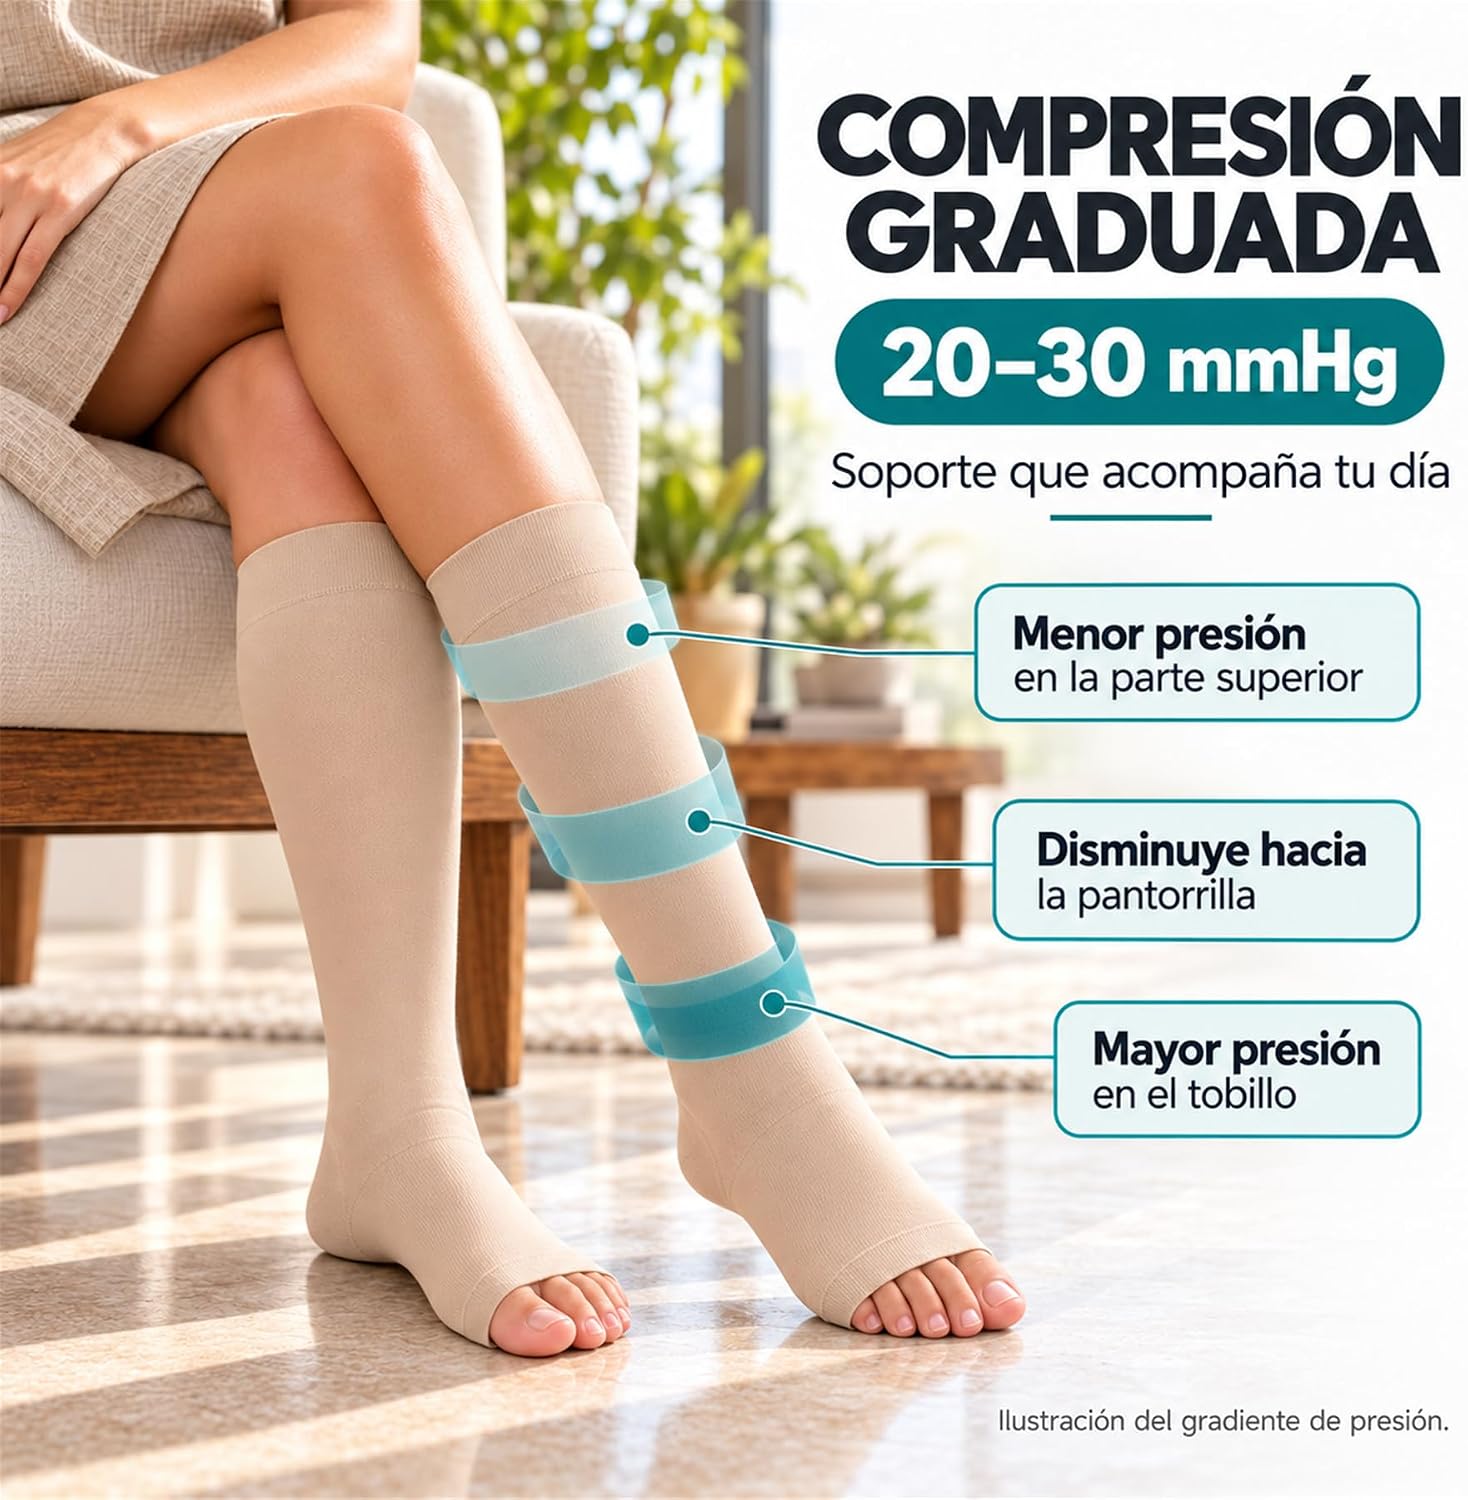 COMPRESIÓN
GRADUADA
20–30 mmHg
Soporte que acompaña tu día
Menor presión
en la parte superior
Disminuye hacia
la pantorrilla
Mayor presión
en el tobillo
Ilustración del gradiente de presión.